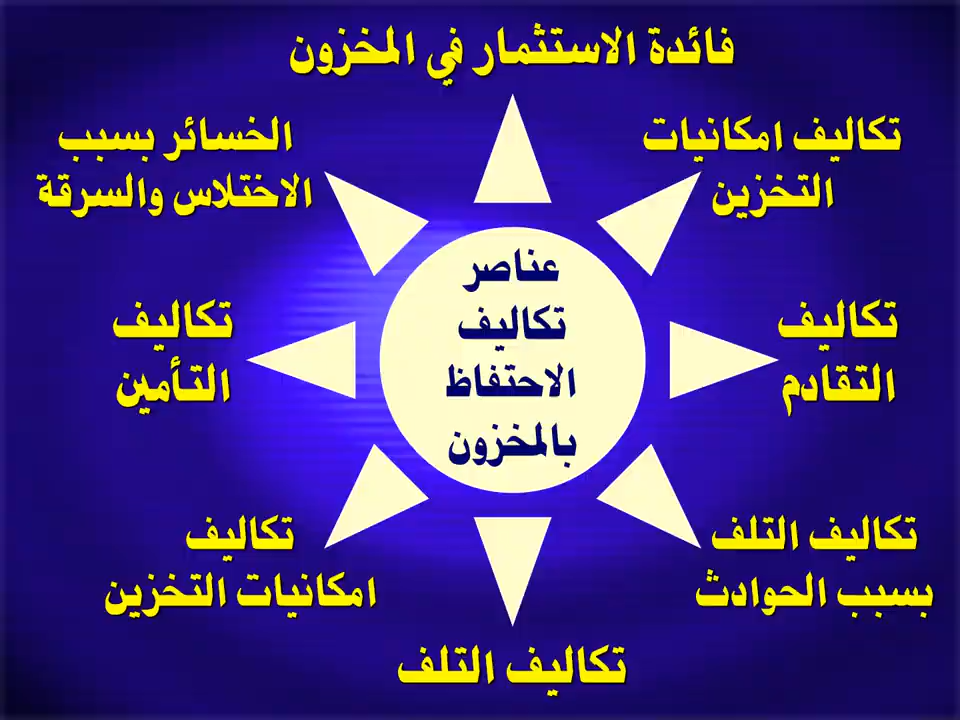 فائدة الاستثمار في المخزون
تكاليف امكانيات
التخزين
الخسائر بسبب
الاختلاس والسرقة
عناصر
تكاليف
الاحتفاظ
بالمخزون
تكاليف
التقادم
تكاليف
التأمين
تكاليف التلف
بسبب الحوادث
تكاليف
امكانيات التخزين
تكاليف التلف